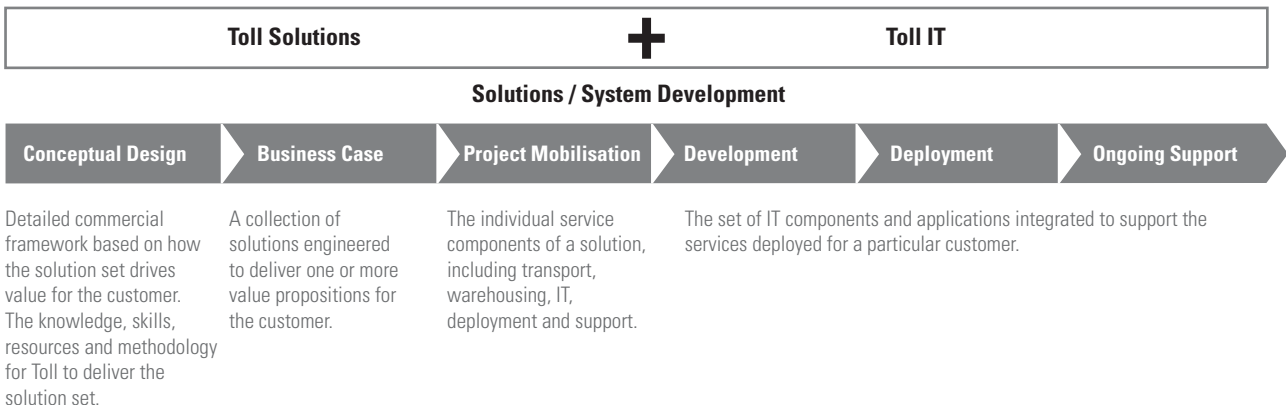 Toll Solutions + Toll IT
Solutions / System Development
Conceptual Design
Business Case
Project Mobilisation
Development
Deployment
Ongoing Support
Detailed commercial
framework based on how
the solution set drives
value for the customer.
The knowledge, skills,
resources and methodology
for Toll to deliver the
solution set.
A collection of
solutions engineered
to deliver one or more
value propositions for
the customer.
The individual service
components of a solution,
including transport,
warehousing, IT,
deployment and support.
The set of IT components and applications integrated to support the
services deployed for a particular customer.